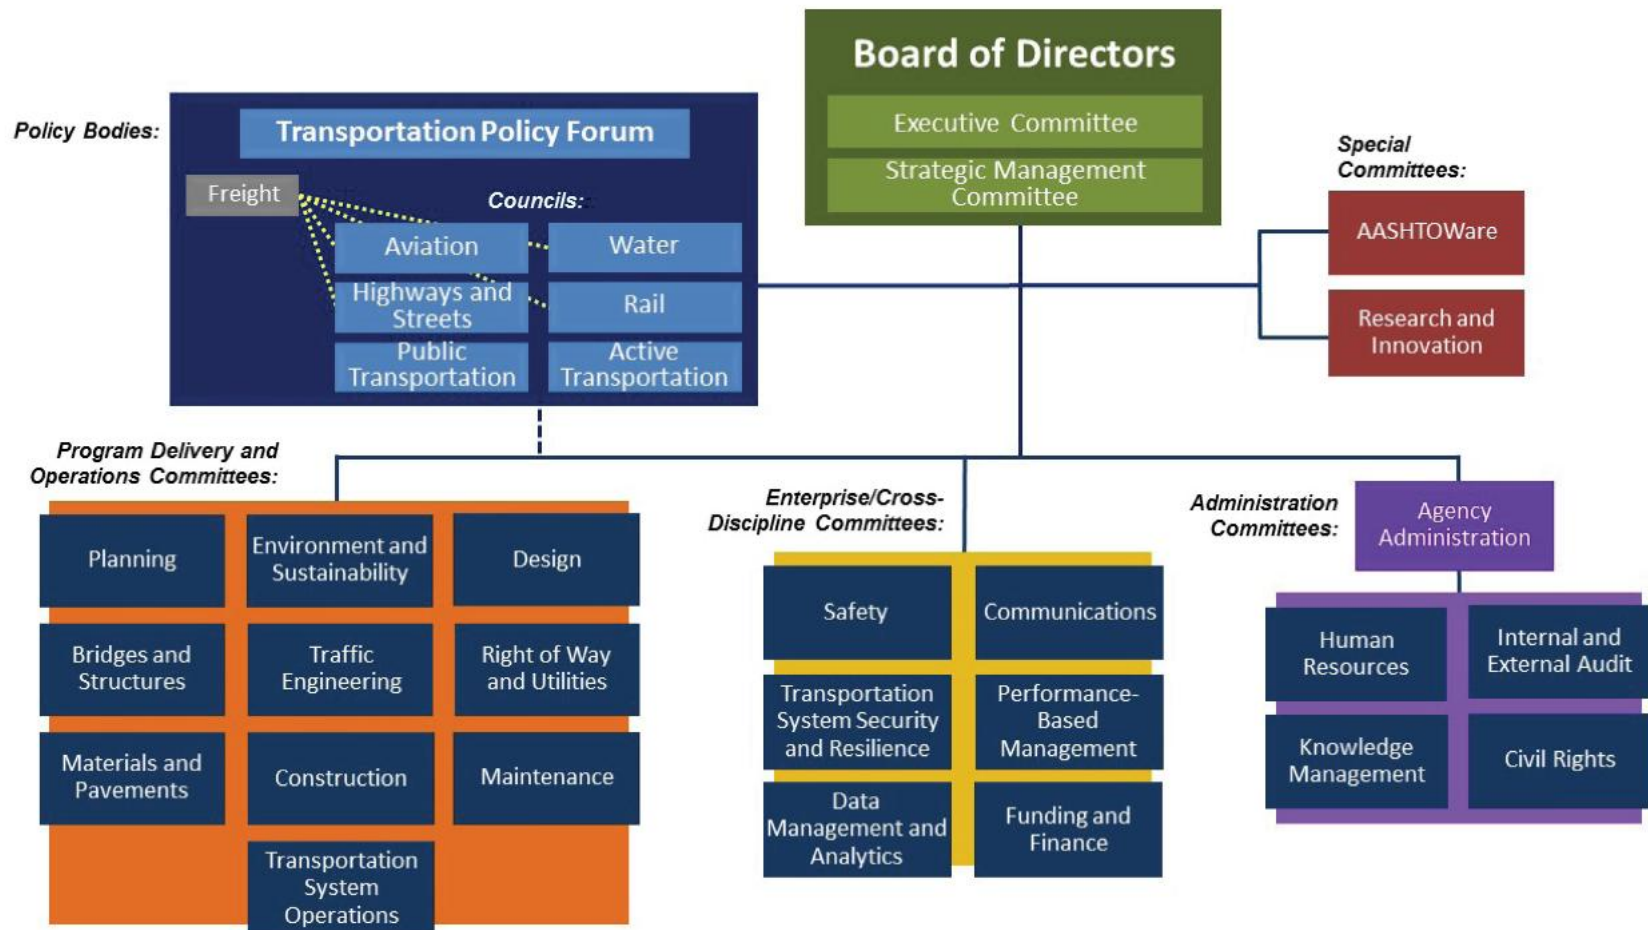 Board of Directors
Executive Committee
Strategic Management
Committee
Policy Bodies:
Transportation Policy Forum
Freight
Councils:
Aviation
Water
Highways and
Streets
Rail
Public
Transportation
Active
Transportation
Special
Committees:
AASHTOWare
Research and
Innovation
Program Delivery and
Operations Committees:
Planning
Environment and
Sustainability
Design
Bridges and
Structures
Traffic
Engineering
Right of Way
and Utilities
Materials and
Pavements
Construction
Maintenance
Transportation
System
Operations
Enterprise/Cross-
Discipline Committees:
Safety
Communications
Transportation
System Security
and Resilience
Performance-
Based
Management
Data
Management and
Analytics
Funding and
Finance
Administration
Committees:
Agency
Administration
Human
Resources
Internal and
External Audit
Knowledge
Management
Civil Rights